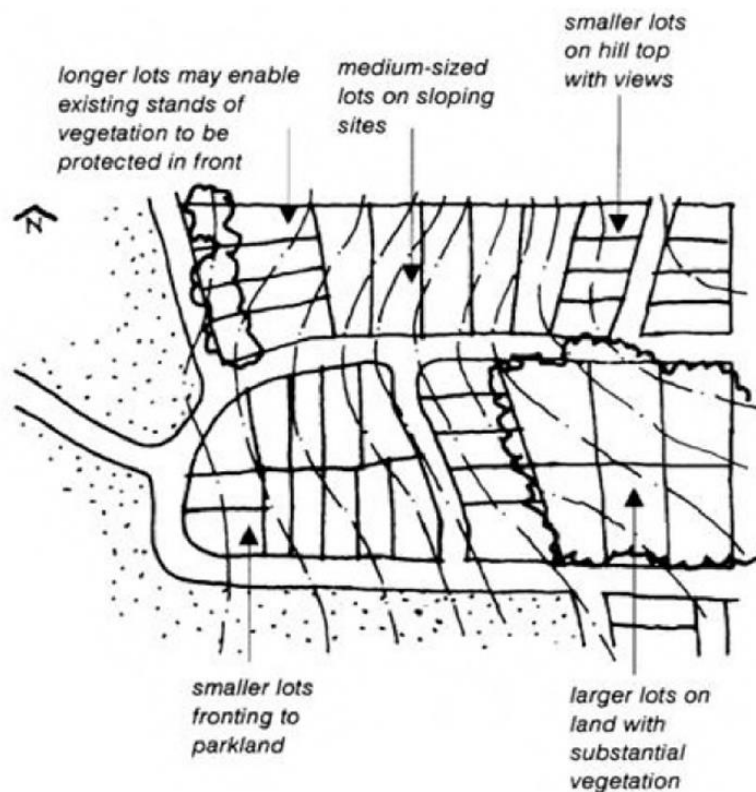 longer lots may enable
existing stands of
vegetation to be
protected in front
medium-sized
lots on sloping
sites
smaller lots
on hill top
with views
N
smaller lots
fronting to
parkland
larger lots on
land with
substantial
vegetation